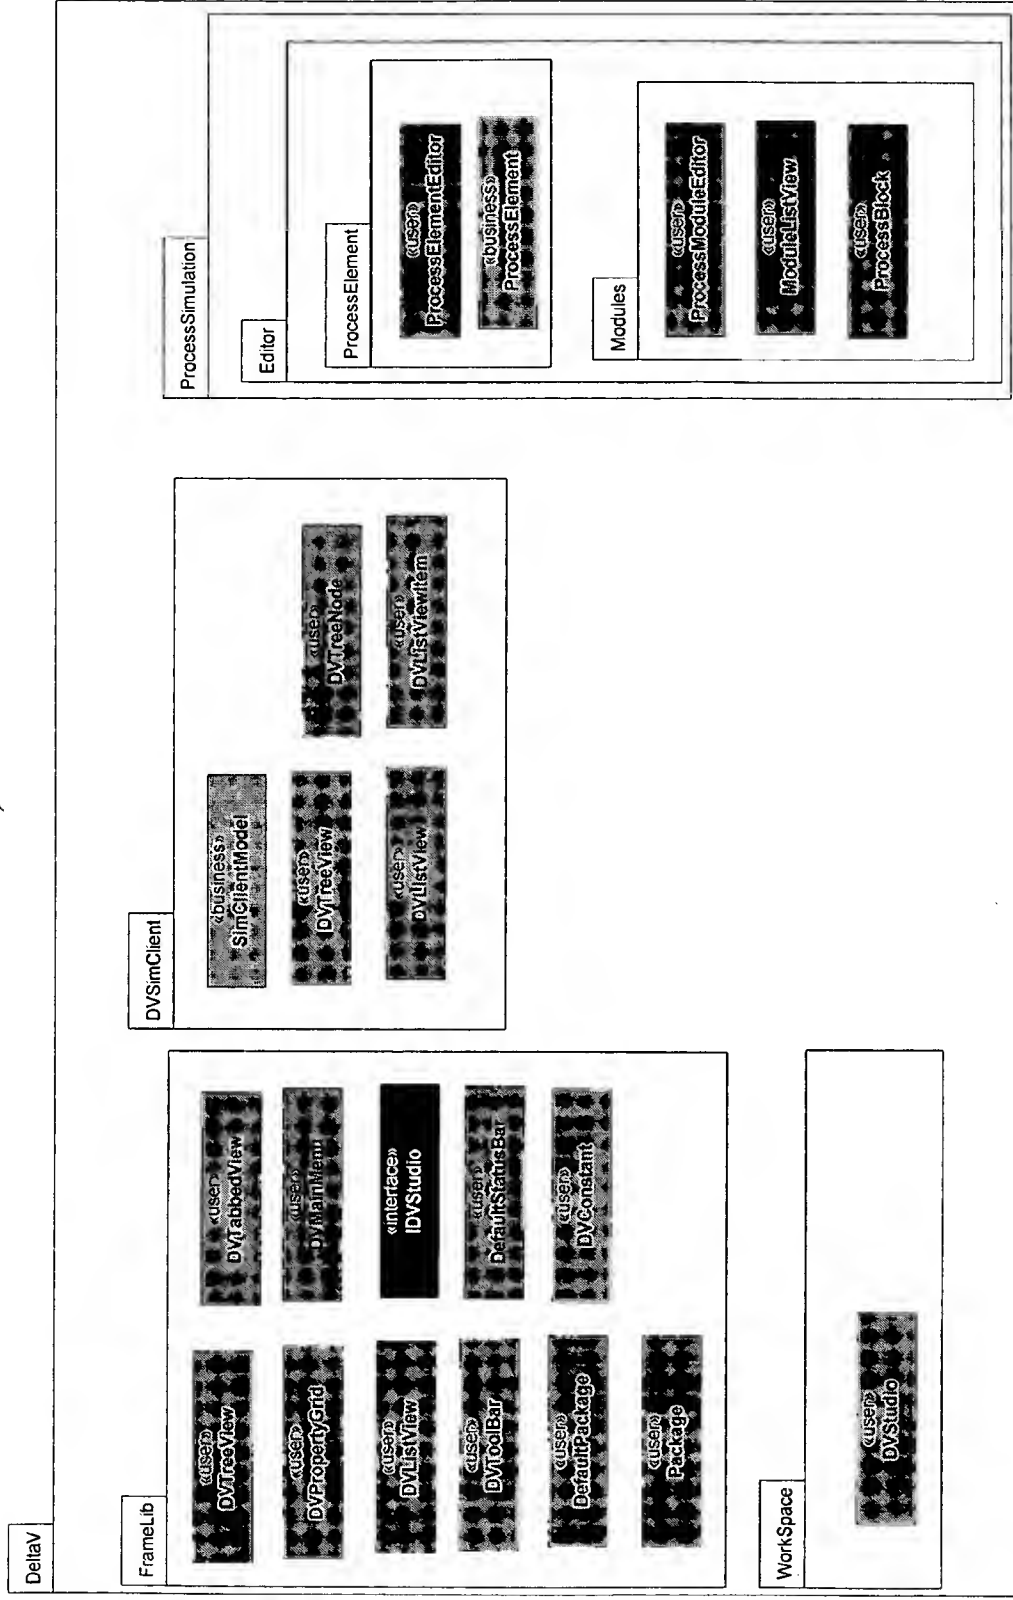 DeltaV
FrameLib
«user»
DVTreeView
«user»
DVTabbedView
«user»
DVPropertyGrid
«user»
DVMainMenu
«user»
DVListView
«interface»
IDVStudio
«user»
DVToolBar
«user»
DefaultStatusBar
«user»
DefaultPackage
«user»
DVConstant
«user»
Package
WorkSpace
«user»
DVStudio
DVSimClient
«business»
SimClientModel
«user»
DVTreeView
«user»
DVTreeNode
«user»
DVListView
«user»
DVListViewItem
ProcessSimulation
Editor
ProcessElement
«user»
ProcessElementEditor
«business»
ProcessElement
Modules
«user»
ProcessModuleEditor
«user»
ModuleListView
«user»
ProcessBlock